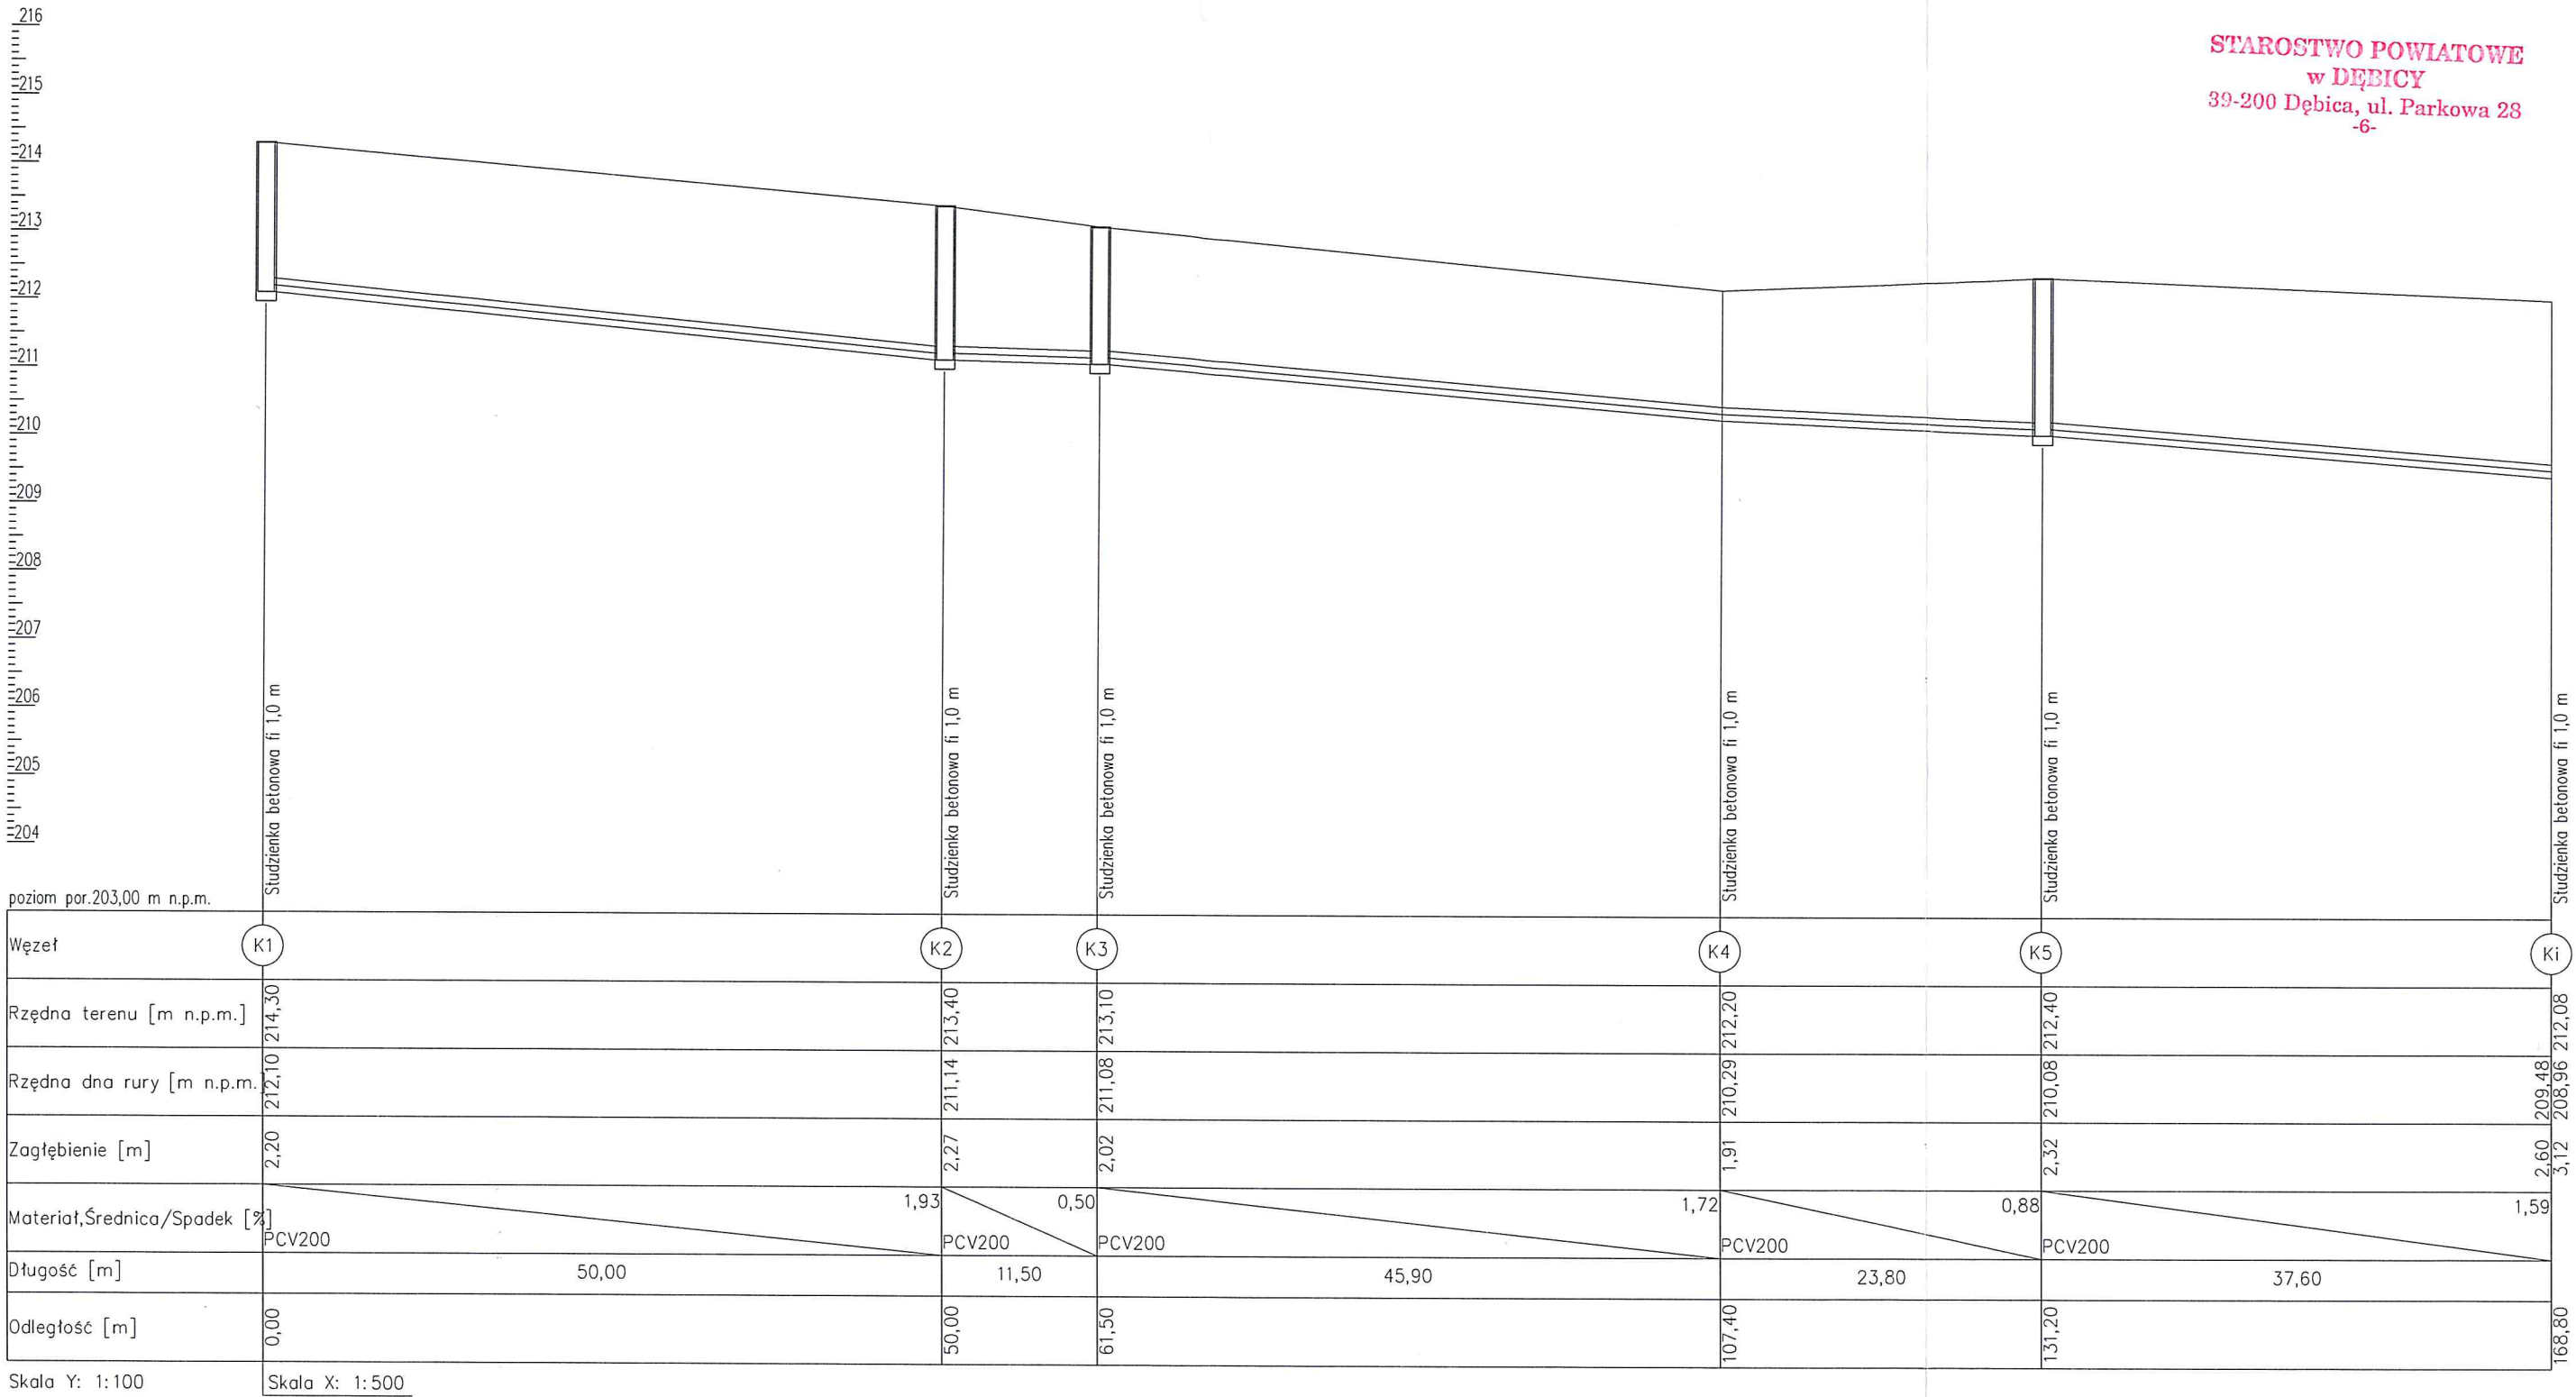 216
215
214
213
212
211
210
209
208
207
206
205
204
STAROSTWO POWIATOWE
w DĘBICY
39-200 Dębica, ul. Parkowa 28
-6-
Studzienka betonowa fi 1,0 m
Studzienka betonowa fi 1,0 m
Studzienka betonowa fi 1,0 m
Studzienka betonowa fi 1,0 m
Studzienka betonowa fi 1,0 m
Studzienka betonowa fi 1,0 m
poziom por.203,00 m n.p.m.
Węzeł K1 K2 K3 K4 K5 Ki
Rzędna terenu [m n.p.m.] 214,30 213,40 213,10 212,20 212,40 212,08
Rzędna dna rury [m n.p.m.] 212,10 211,14 211,08 210,29 210,08 209,48 208,96
Zagłębienie [m] 2,20 2,27 2,02 1,91 2,32 2,60 3,12
Materiał,Średnica/Spadek [%] 1,93 0,50 1,72 0,88 1,59
PCV200 PCV200 PCV200 PCV200 PCV200
Długość [m] 50,00 11,50 45,90 23,80 37,60
Odległość [m] 0,00 50,00 61,50 107,40 131,20 168,80
Skala Y: 1:100 Skala X: 1:500